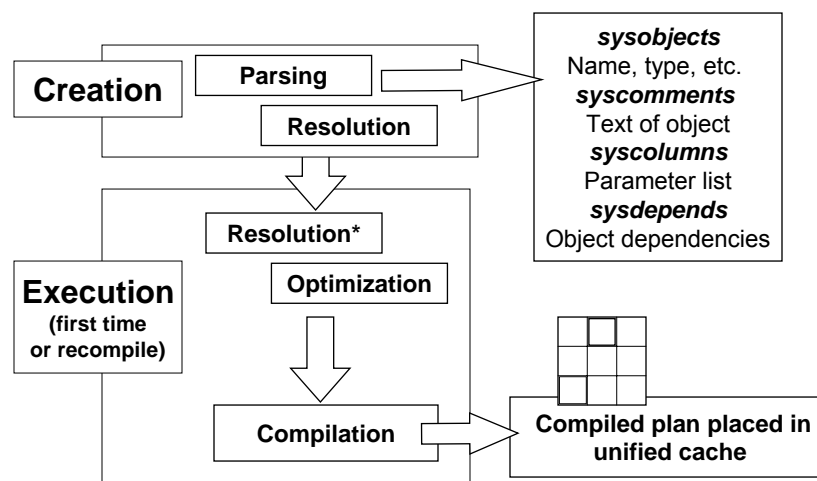 Creation
Parsing
Resolution
sysobjects
Name, type, etc.
syscomments
Text of object
syscolumns
Parameter list
sysdepends
Object dependencies
Execution
(first time
or recompile)
Resolution*
Optimization
Compilation
Compiled plan placed in
unified cache